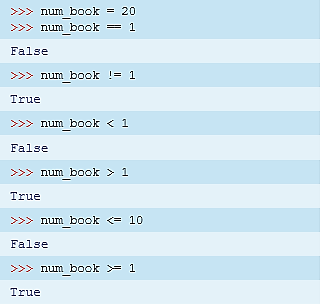 >>> num_book = 20
>>> num_book == 1
False
>>> num_book != 1
True
>>> num_book < 1
False
>>> num_book > 1
True
>>> num_book <= 10
False
>>> num_book >= 1
True